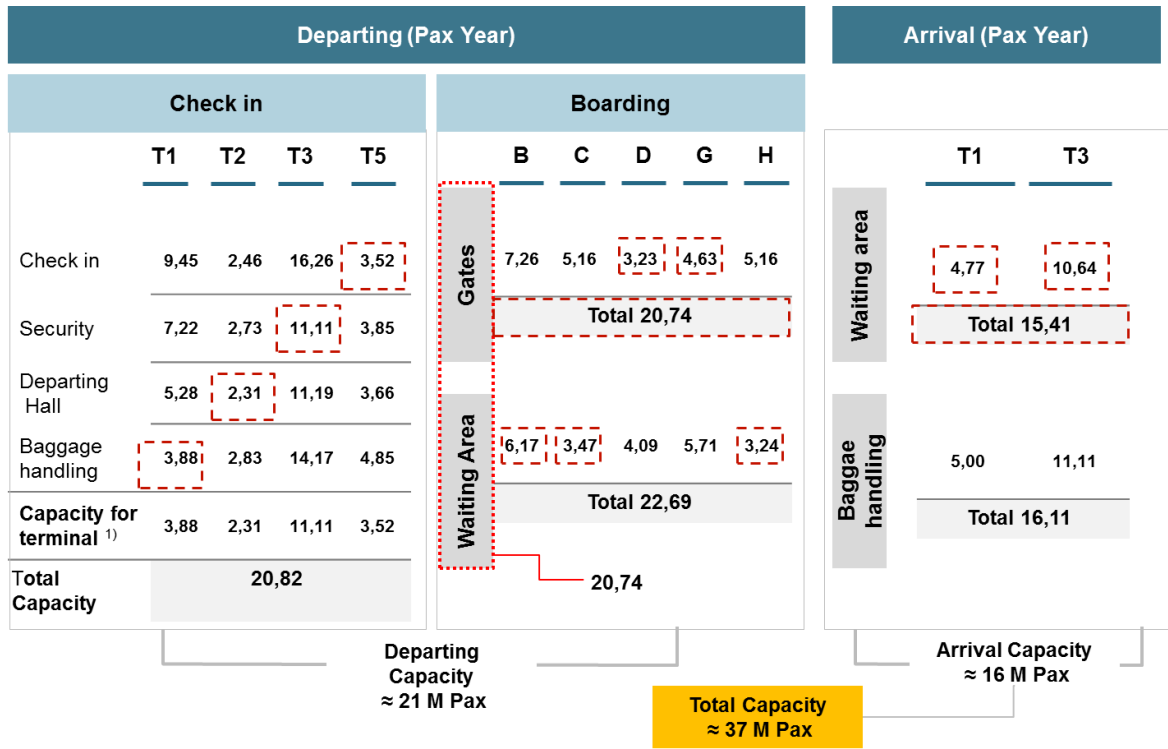 Departing (Pax Year)
Arrival (Pax Year)
Check in
Boarding
T1 T2 T3 T5
B C D G H
T1 T3
Check in 9,45 2,46 16,26 3,52
Security 7,22 2,73 11,11 3,85
Departing
Hall 5,28 2,31 11,19 3,66
Baggage
handling 3,88 2,83 14,17 4,85
Capacity for
terminal 1) 3,88 2,31 11,11 3,52
Total
Capacity 20,82
Gates
7,26 5,16 3,23 4,63 5,16
Total 20,74
Waiting Area
6,17 3,47 4,09 5,71 3,24
Total 22,69
20,74
Waiting area
4,77 10,64
Total 15,41
Baggae
handling
5,00 11,11
Total 16,11
Departing
Capacity
≈ 21 M Pax
Arrival Capacity
≈ 16 M Pax
Total Capacity
≈ 37 M Pax